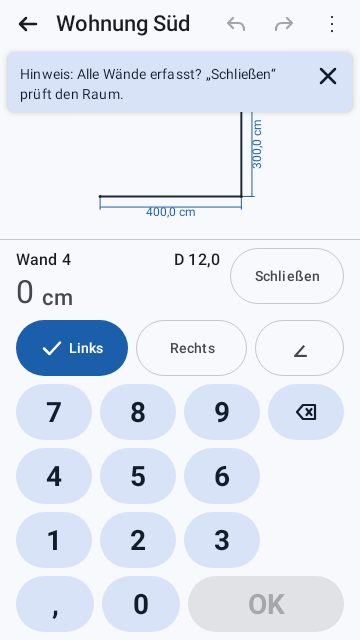 Wohnung Süd
Hinweis: Alle Wände erfasst? „Schließen“
prüft den Raum.
300,0 cm
400,0 cm
Wand 4
D 12,0
0 cm
Schließen
Links
Rechts
7
8
9
4
5
6
1
2
3
,
0
OK